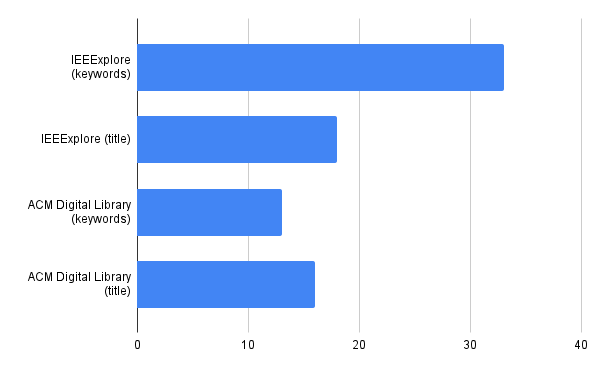 IEEExplore
(keywords)
IEEExplore (title)
ACM Digital Library
(keywords)
ACM Digital Library
(title)
0 10 20 30 40